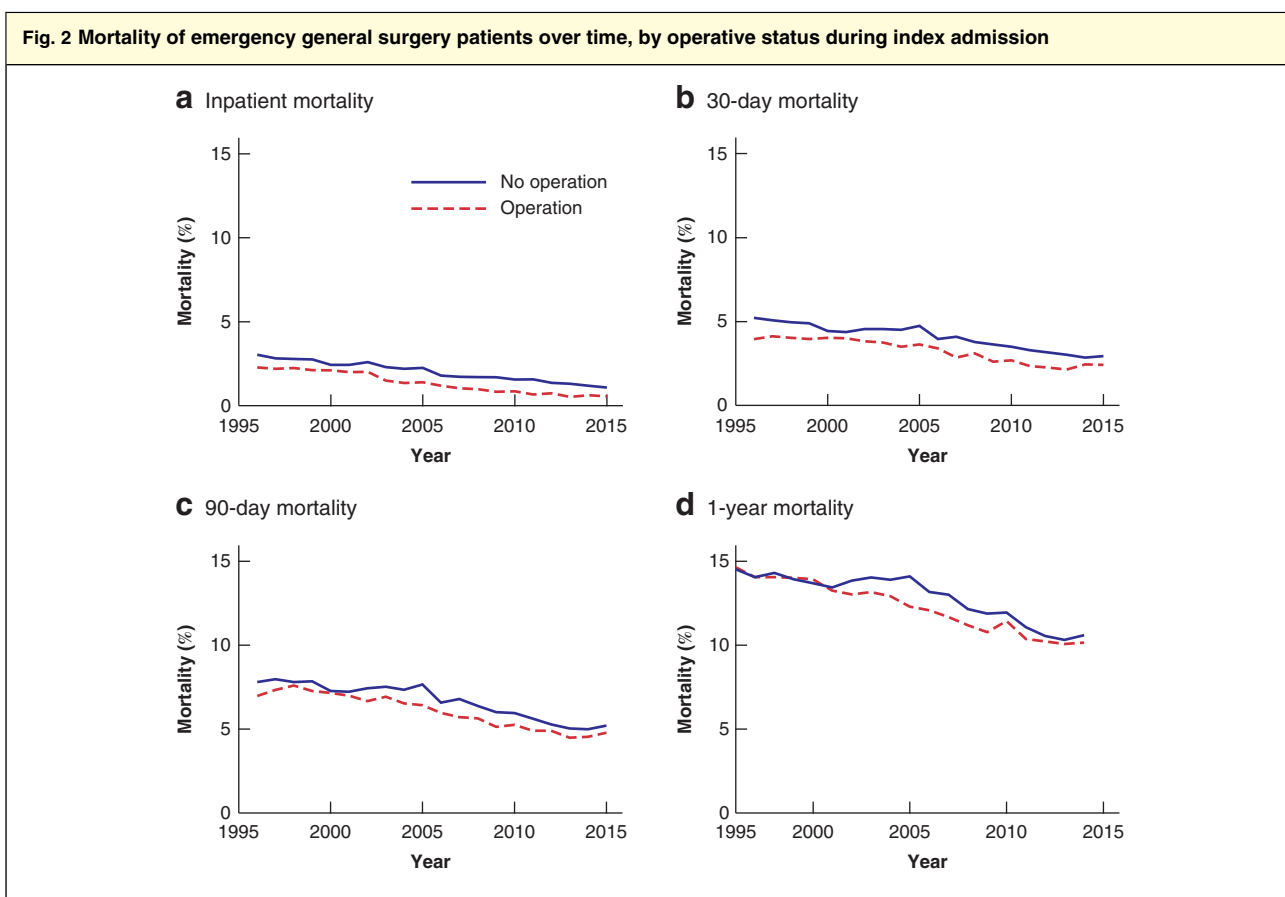 Fig. 2 Mortality of emergency general surgery patients over time, by operative status during index admission
a Inpatient mortality
15
10
5
0
Mortality (%)
No operation
Operation
1995 2000 2005 2010 2015
Year
b 30-day mortality
15
10
5
0
Mortality (%)
1995 2000 2005 2010 2015
Year
c 90-day mortality
15
10
5
0
Mortality (%)
1995 2000 2005 2010 2015
Year
d 1-year mortality
15
10
5
0
Mortality (%)
1995 2000 2005 2010 2015
Year